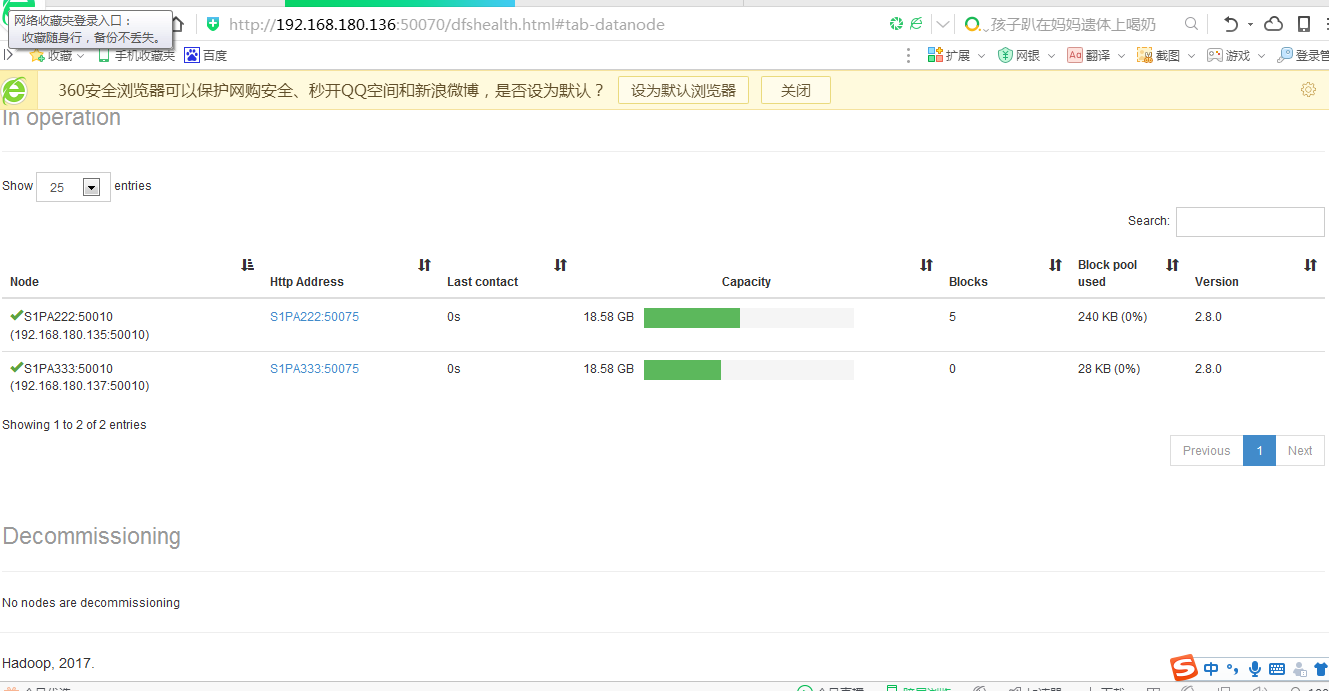 网络收藏夹登录入口：
收藏随身行，备份不丢失。
http://192.168.180.136:50070/dfshealth.html#tab-datanode
孩子趴在妈妈遗体上喝奶
收藏 手机收藏夹 百度
扩展 网银 Aa 翻译 截图 游戏 登录管
360安全浏览器可以保护网购安全、秒开QQ空间和新浪微博，是否设为默认？ 设为默认浏览器 关闭
In operation
Show 25 entries
Search:
Node Http Address Last contact Capacity Blocks Block pool used Version
S1PA222:50010 S1PA222:50075 0s 18.58 GB 5 240 KB (0%) 2.8.0
(192.168.180.135:50010)
S1PA333:50010 S1PA333:50075 0s 18.58 GB 0 28 KB (0%) 2.8.0
(192.168.180.137:50010)
Showing 1 to 2 of 2 entries
Previous 1 Next
Decommissioning
No nodes are decommissioning
Hadoop, 2017.
S 中